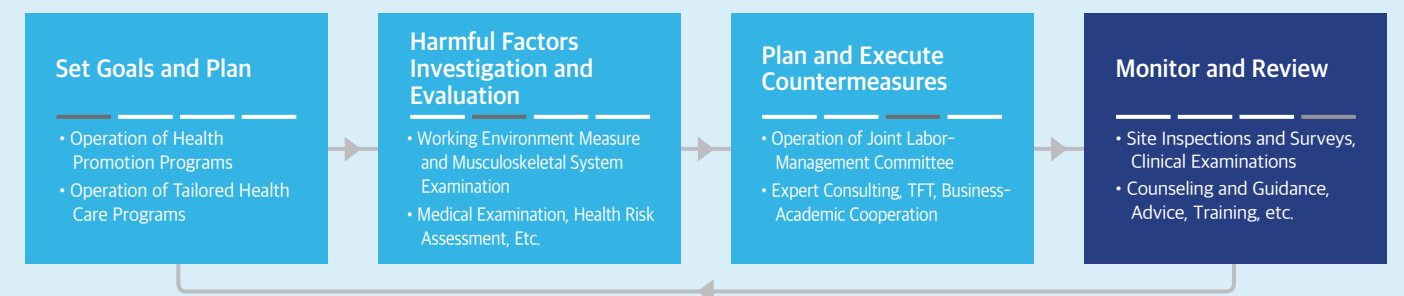 Set Goals and Plan
• Operation of Health
Promotion Programs
• Operation of Tailored Health
Care Programs
Harmful Factors
Investigation and
Evaluation
• Working Environment Measure
and Musculoskeletal System
Examination
• Medical Examination, Health Risk
Assessment, Etc.
Plan and Execute
Countermeasures
• Operation of Joint Labor-
Management Committee
• Expert Consulting, TFT, Business-
Academic Cooperation
Monitor and Review
• Site Inspections and Surveys,
Clinical Examinations
• Counseling and Guidance,
Advice, Training, etc.